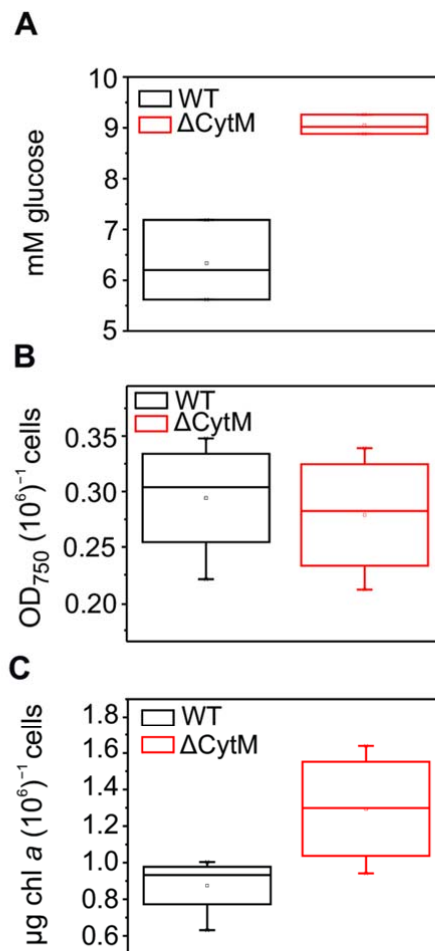 A
mM glucose
10
9
8
7
6
5
WT
ΔCytM
B
OD₇₅₀ (10⁶)⁻¹ cells
0.35
0.30
0.25
0.20
WT
ΔCytM
C
µg chl a (10⁶)⁻¹ cells
1.8
1.6
1.4
1.2
1.0
0.8
0.6
WT
ΔCytM